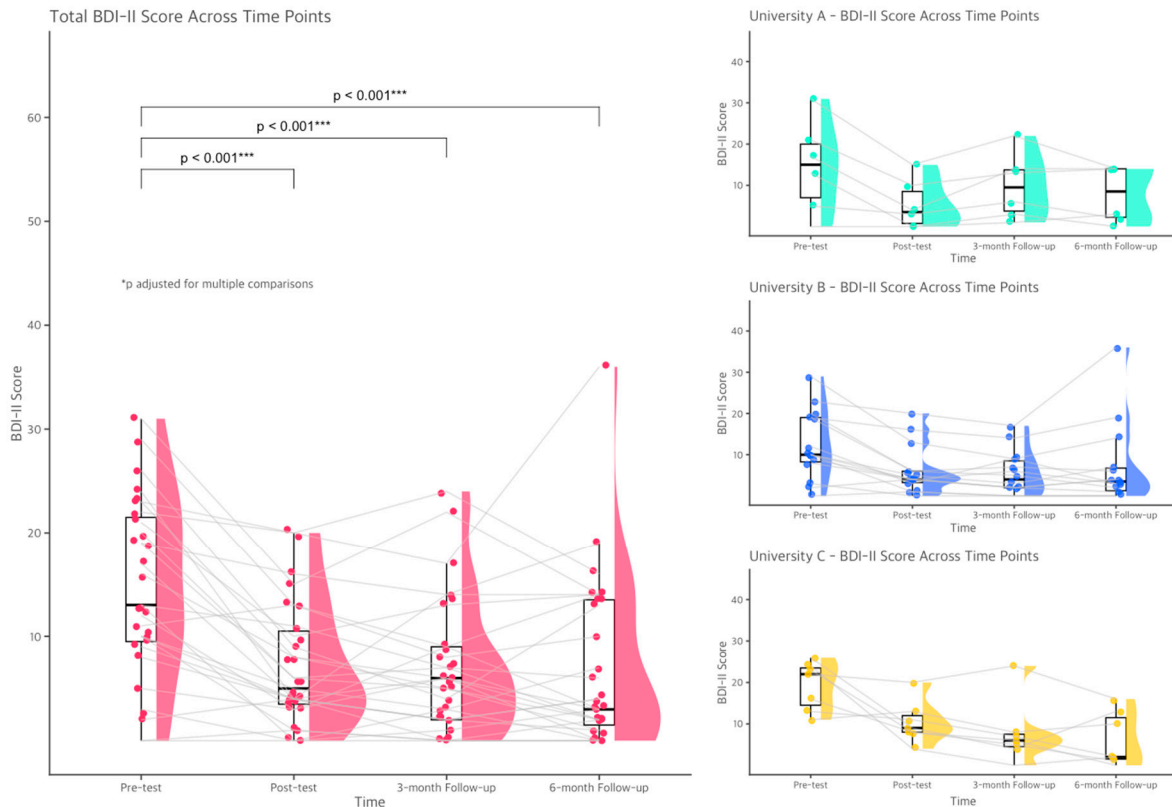 Total BDI-II Score Across Time Points
60
50
40
30
20
10
BDI-II Score
p < 0.001***
p < 0.001***
p < 0.001***
*p adjusted for multiple comparisons
Pre-test Post-test 3-month Follow-up 6-month Follow-up
Time
University A - BDI-II Score Across Time Points
40
30
20
10
BDI-II Score
Pre-test Post-test 3-month Follow-up 6-month Follow-up
Time
University B - BDI-II Score Across Time Points
40
30
20
10
BDI-II Score
Pre-test Post-test 3-month Follow-up 6-month Follow-up
Time
University C - BDI-II Score Across Time Points
40
30
20
10
BDI-II Score
Pre-test Post-test 3-month Follow-up 6-month Follow-up
Time